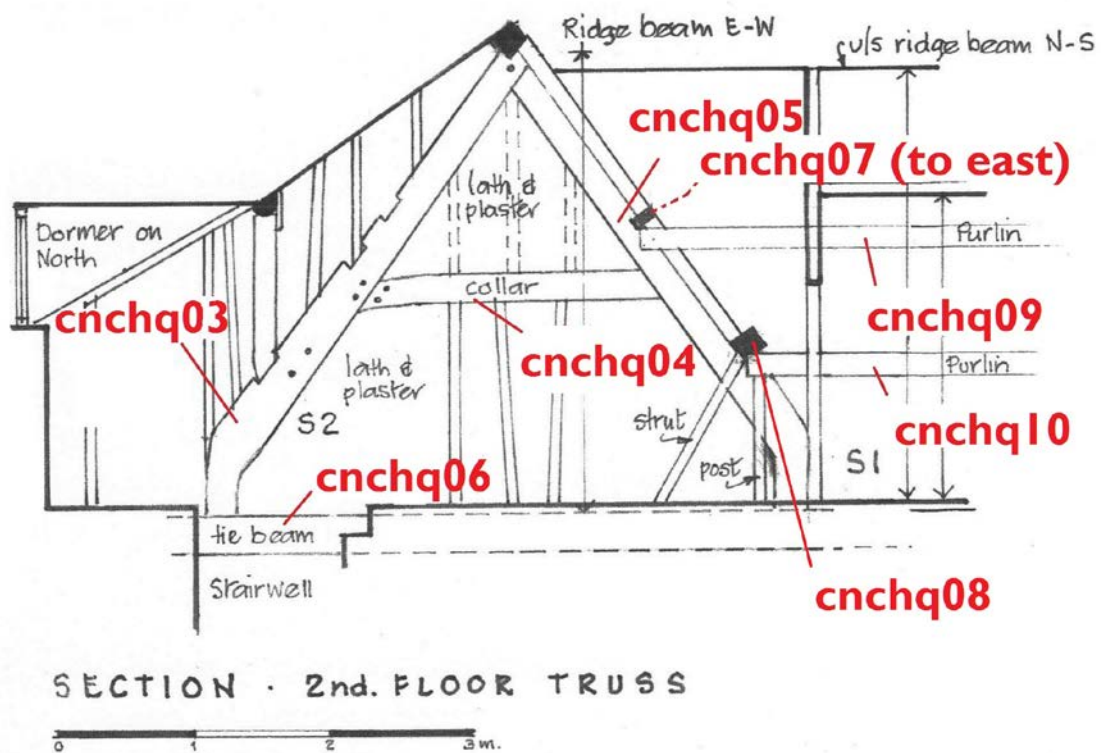 Ridge beam E-W
u/s ridge beam N-S
cnchq05
cnchq07 (to east)
lath &
plaster
Dormer on
North
Purlin
collar
cnchq03
cnchq09
cnchq04
lath &
plaster
Purlin
strut
S2
cnchq10
post
S1
cnchq06
tie beam
Stairwell
cnchq08
SECTION · 2nd. FLOOR TRUSS
0 1 2 3m.